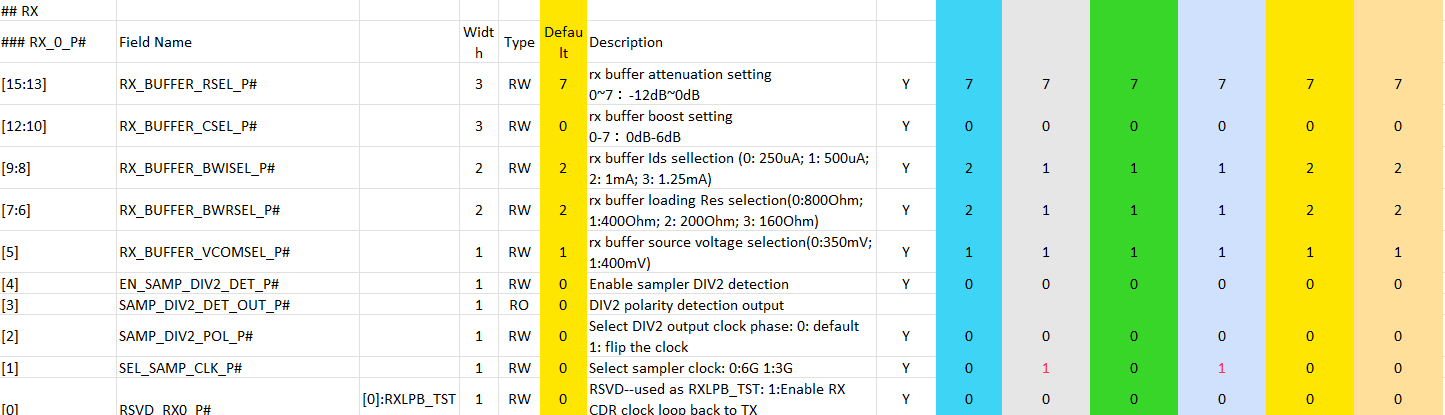 ## RX
### RX_0_P# Field Name Width Type Default Description
[15:13] RX_BUFFER_RSEL_P# 3 RW 7 rx buffer attenuation setting
0~7：-12dB~0dB Y 7 7 7 7 7 7
[12:10] RX_BUFFER_CSEL_P# 3 RW 0 rx buffer boost setting
0-7：0dB-6dB Y 0 0 0 0 0 0
[9:8] RX_BUFFER_BWISEL_P# 2 RW 2 rx buffer Ids sellection (0: 250uA; 1: 500uA;
2: 1mA; 3: 1.25mA) Y 2 1 1 1 2 2
[7:6] RX_BUFFER_BWRSEL_P# 2 RW 2 rx buffer loading Res selection(0:800Ohm;
1:400Ohm; 2: 200Ohm; 3: 160Ohm) Y 2 1 1 1 2 2
[5] RX_BUFFER_VCOMSEL_P# 1 RW 1 rx buffer source voltage selection(0:350mV;
1:400mV) Y 1 1 1 1 1 1
[4] EN_SAMP_DIV2_DET_P# 1 RW 0 Enable sampler DIV2 detection Y 0 0 0 0 0 0
[3] SAMP_DIV2_DET_OUT_P# 1 RO 0 DIV2 polarity detection output
[2] SAMP_DIV2_POL_P# 1 RW 0 Select DIV2 output clock phase: 0: default
1: flip the clock Y 0 0 0 0 0 0
[1] SEL_SAMP_CLK_P# 1 RW 0 Select sampler clock: 0:6G 1:3G Y 0 1 0 1 0 0
[0] RSVD_RX0_P# [0]:RXLPB_TST 1 RW 0 RSVD--used as RXLPB_TST: 1:Enable RX
CDR clock loop back to TX Y 0 0 0 0 0 0